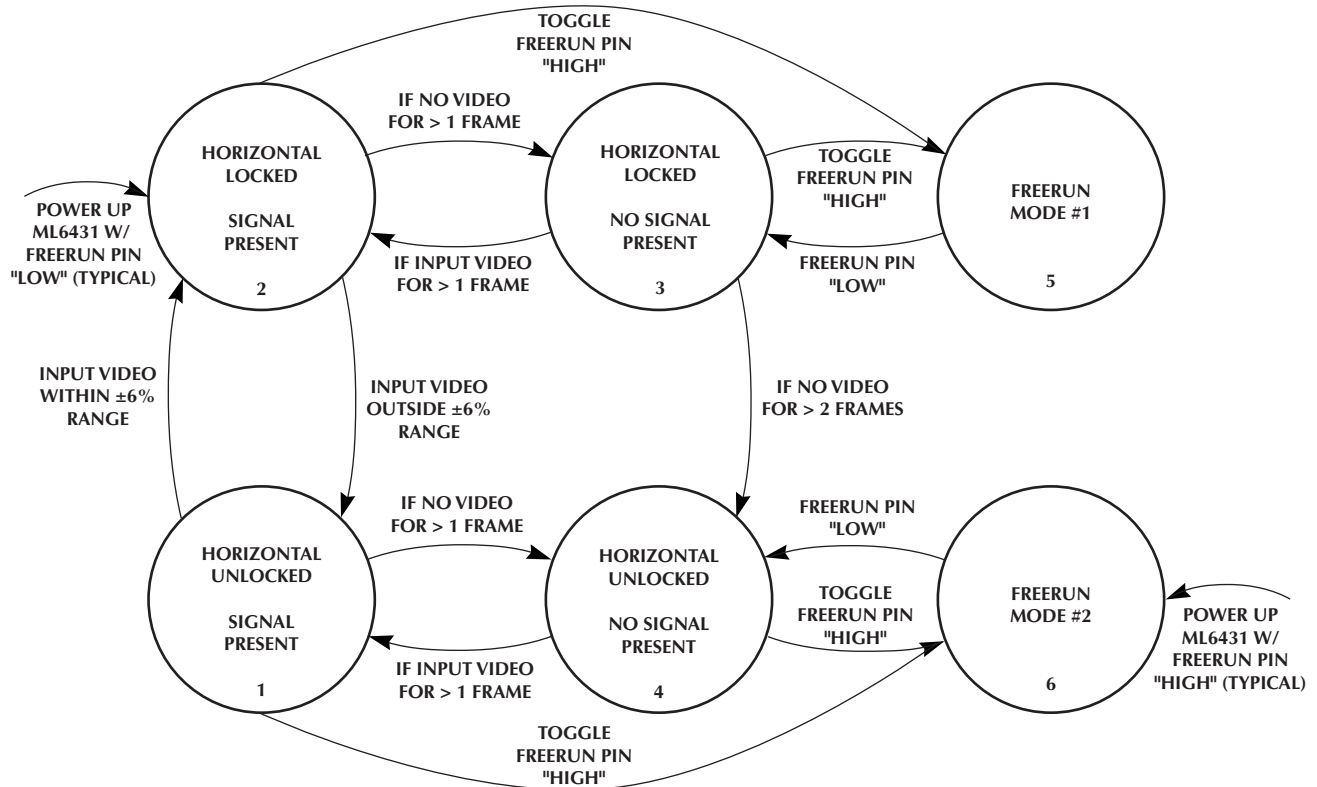 TOGGLE
FREERUN PIN
"HIGH"
IF NO VIDEO
FOR > 1 FRAME
HORIZONTAL
LOCKED
SIGNAL
PRESENT
2
HORIZONTAL
LOCKED
NO SIGNAL
PRESENT
3
TOGGLE
FREERUN PIN
"HIGH"
FREERUN
MODE #1
5
POWER UP
ML6431 W/
FREERUN PIN
"LOW" (TYPICAL)
IF INPUT VIDEO
FOR > 1 FRAME
FREERUN PIN
"LOW"
INPUT VIDEO
WITHIN ±6%
RANGE
INPUT VIDEO
OUTSIDE ±6%
RANGE
IF NO VIDEO
FOR > 2 FRAMES
IF NO VIDEO
FOR > 1 FRAME
FREERUN PIN
"LOW"
HORIZONTAL
UNLOCKED
SIGNAL
PRESENT
1
HORIZONTAL
UNLOCKED
NO SIGNAL
PRESENT
4
TOGGLE
FREERUN PIN
"HIGH"
FREERUN
MODE #2
6
POWER UP
ML6431 W/
FREERUN PIN
"HIGH" (TYPICAL)
IF INPUT VIDEO
FOR > 1 FRAME
TOGGLE
FREERUN PIN
"HIGH"